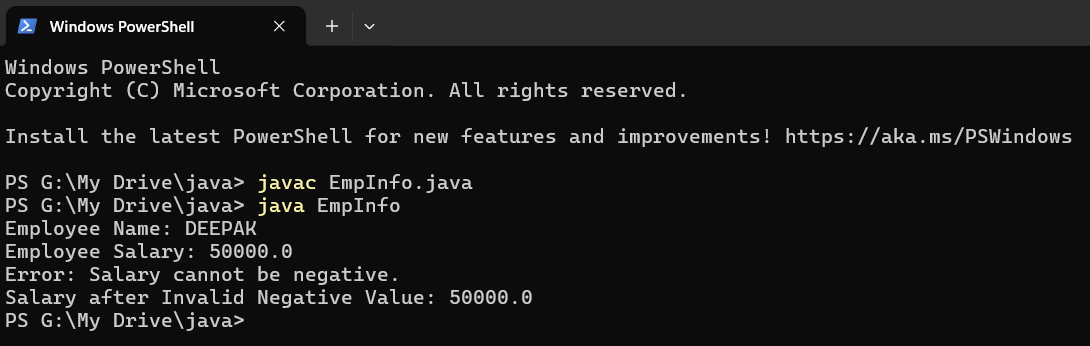 Windows PowerShell
Windows PowerShell
Copyright (C) Microsoft Corporation. All rights reserved.
Install the latest PowerShell for new features and improvements! https://aka.ms/PSWindows
PS G:\My Drive\java> javac EmpInfo.java
PS G:\My Drive\java> java EmpInfo
Employee Name: DEEPAK
Employee Salary: 50000.0
Error: Salary cannot be negative.
Salary after Invalid Negative Value: 50000.0
PS G:\My Drive\java>